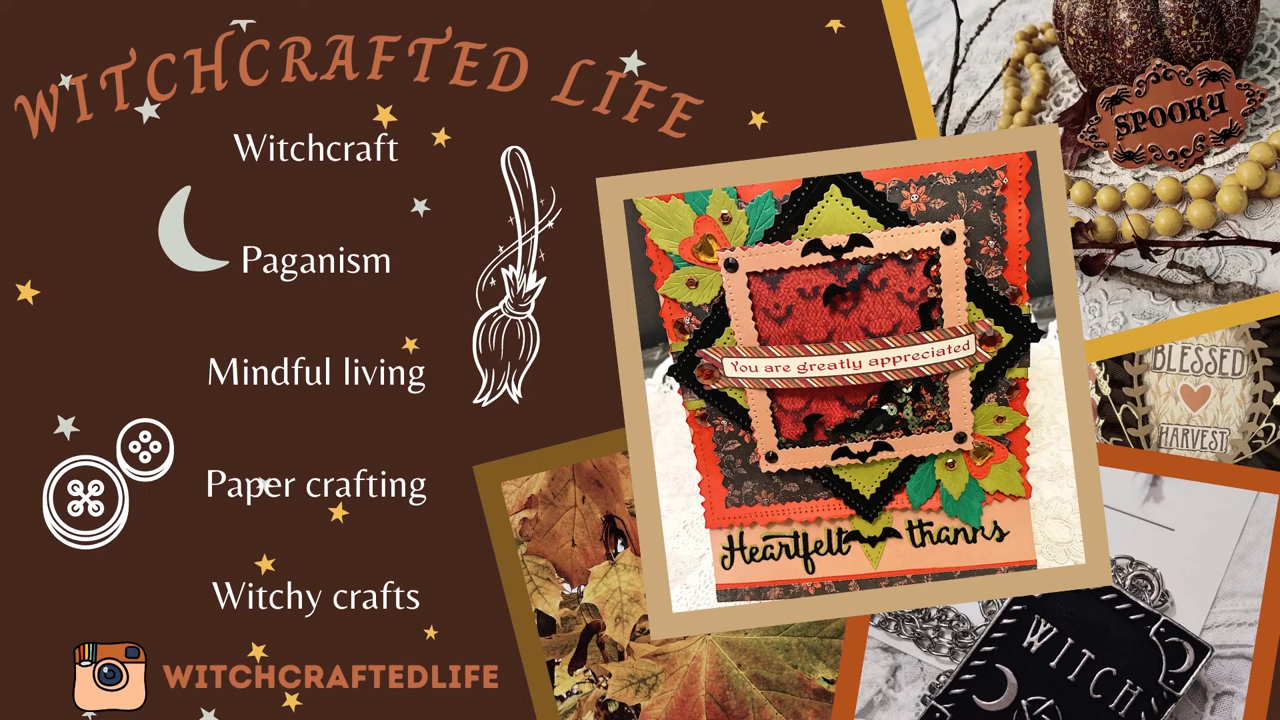 WITCHCRAFTED LIFE
Witchcraft
Paganism
Mindful living
Paper crafting
Witchy crafts
WITCHCRAFTEDLIFE
SPOOKY
You are greatly appreciated
Heartfelt thanks
BLESSED
HARVEST
WITCH